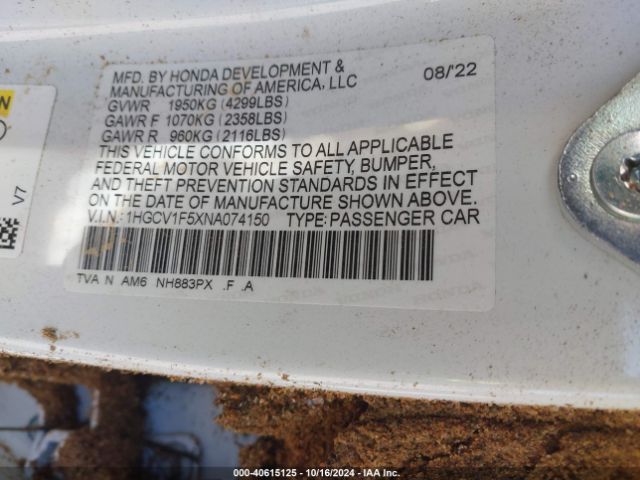 MFD. BY HONDA DEVELOPMENT & 08/'22
MANUFACTURING OF AMERICA, LLC
GVWR 1950KG (4299LBS)
GAWR F 1070KG (2358LBS)
GAWR R 960KG (2116LBS)
THIS VEHICLE CONFORMS TO ALL APPLICABLE
FEDERAL MOTOR VEHICLE SAFETY, BUMPER,
AND THEFT PREVENTION STANDARDS IN EFFECT
ON THE DATE OF MANUFACTURE SHOWN ABOVE.
V.I.N.: 1HGCV1F5XNA074150 TYPE: PASSENGER CAR
TVA N AM6 NH883PX .F .A
V7
000-40615125 - 10/16/2024 - IAA Inc.